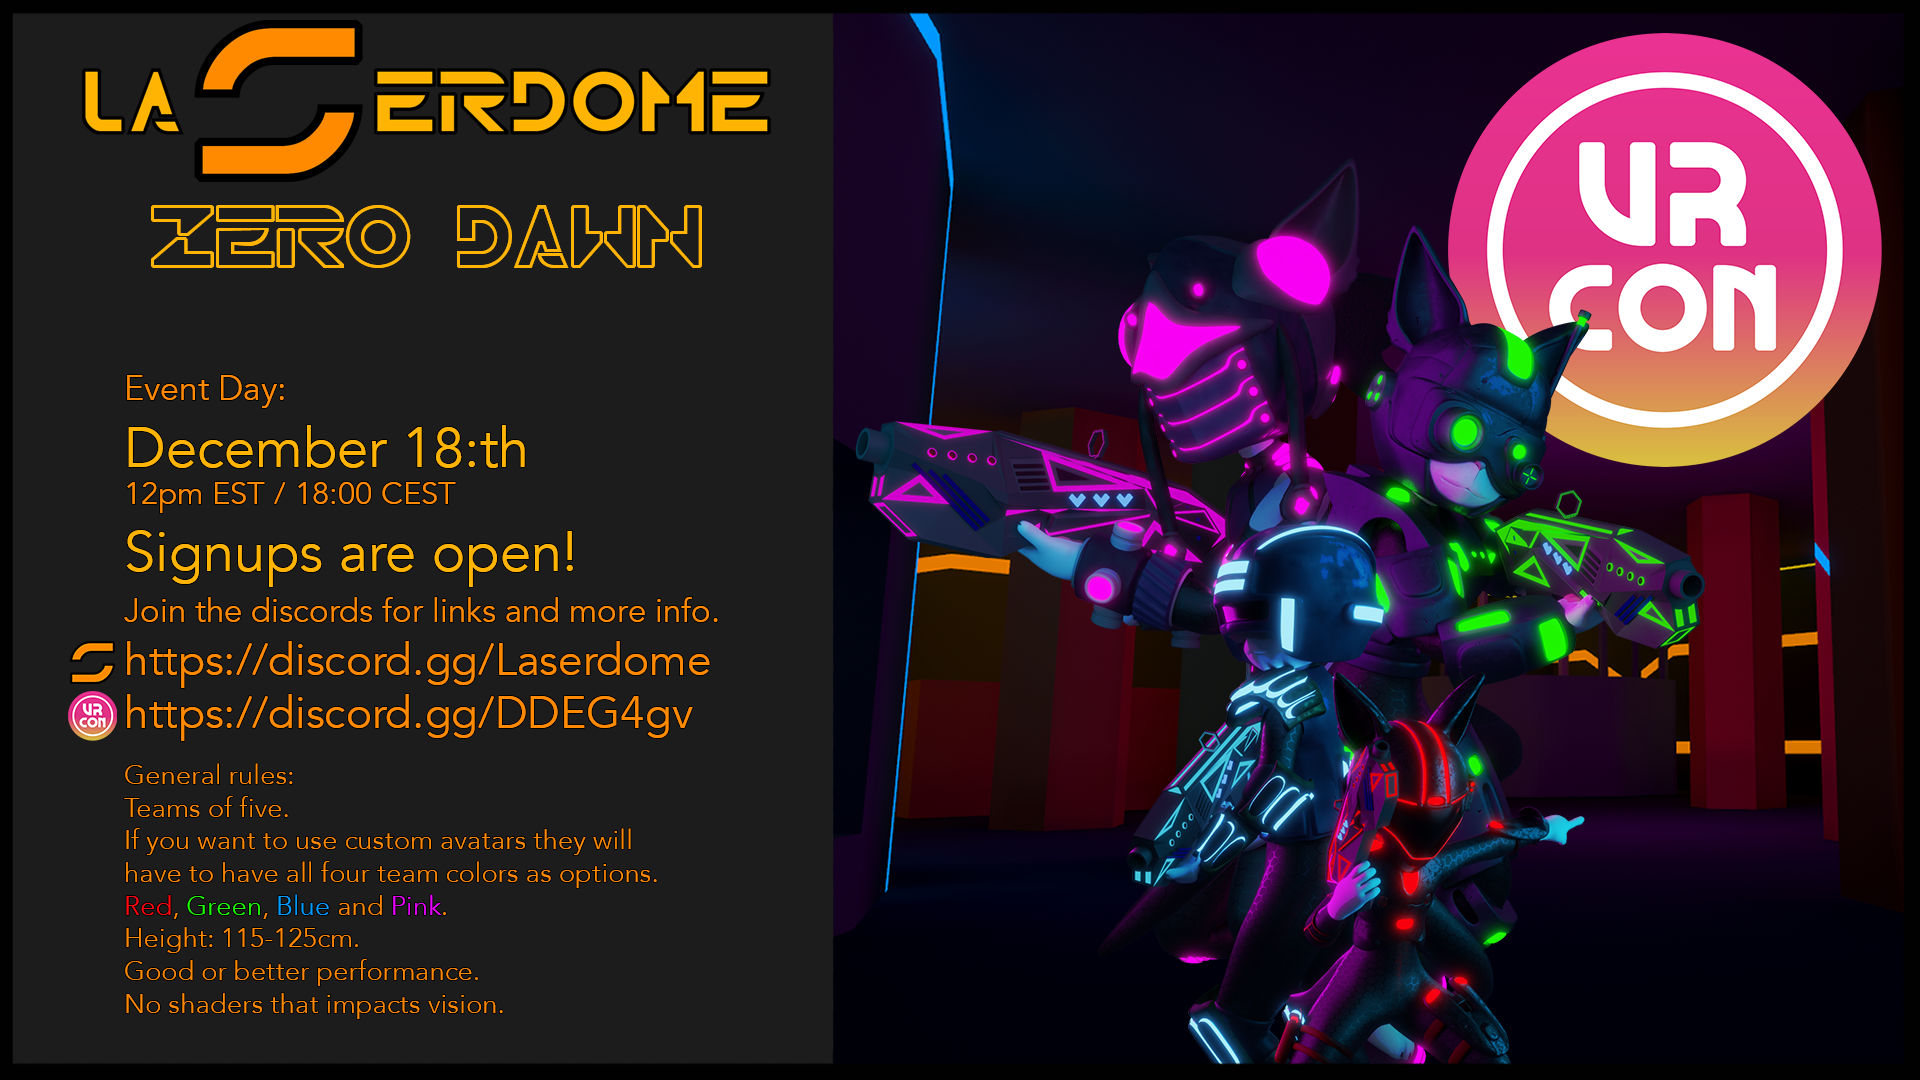 LASERDOME
ZERO DAWN
Event Day:
December 18:th
12pm EST / 18:00 CEST
Signups are open!
Join the discords for links and more info.
https://discord.gg/Laserdome
VR
CON
https://discord.gg/DDEG4gv
General rules:
Teams of five.
If you want to use custom avatars they will
have to have all four team colors as options.
Red, Green, Blue and Pink.
Height: 115-125cm.
Good or better performance.
No shaders that impacts vision.
VR
CON